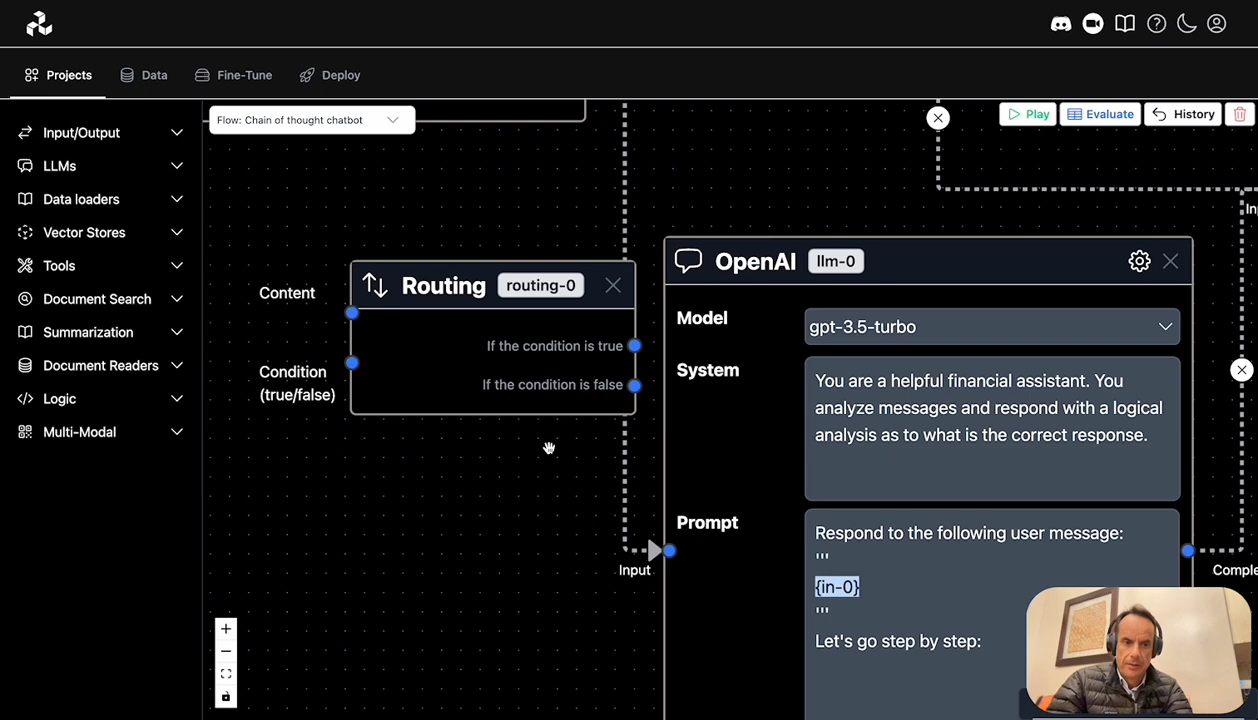 Projects
Data
Fine-Tune
Deploy
Input/Output
LLMs
Data loaders
Vector Stores
Tools
Document Search
Summarization
Document Readers
Logic
Multi-Modal
Flow: Chain of thought chatbot
Play
Evaluate
History
Content
Condition
(true/false)
Routing
routing-0
If the condition is true
If the condition is false
Input
OpenAI
llm-0
Model
gpt-3.5-turbo
System
You are a helpful financial assistant. You
analyze messages and respond with a logical
analysis as to what is the correct response.
Prompt
Respond to the following user message:
'''
{in-0}
'''
Let's go step by step:
In
Comple